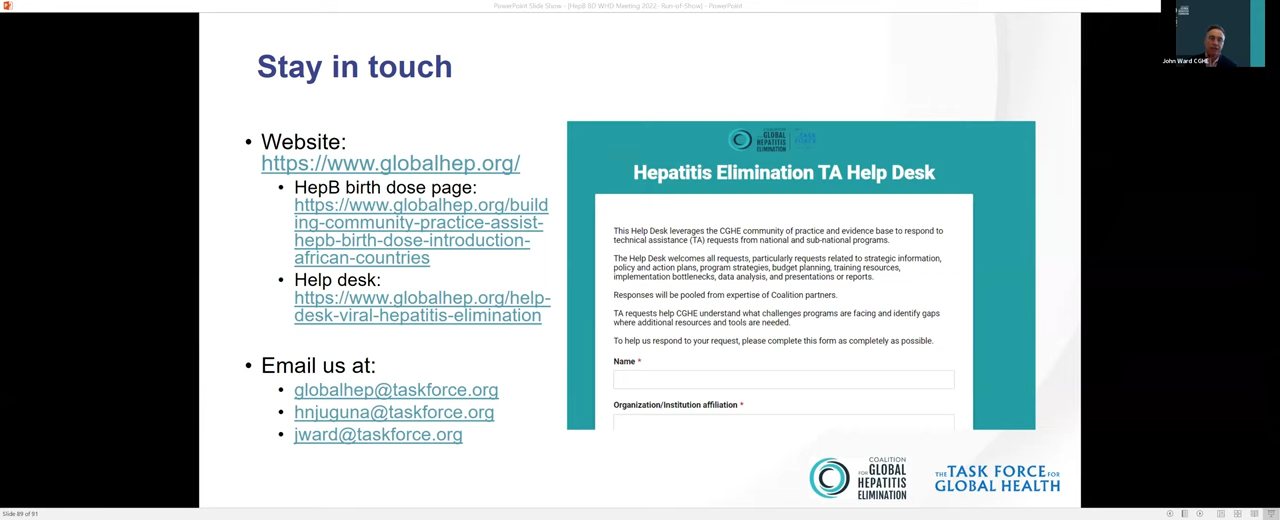 PowerPoint Slide Show - [HepB BD WHD Meeting 2022 - Run-of-Show] - PowerPoint
John Ward CGHE
Stay in touch
• Website:
https://www.globalhep.org/
• HepB birth dose page:
https://www.globalhep.org/build
ing-community-practice-assist-
hepb-birth-dose-introduction-
african-countries
• Help desk:
https://www.globalhep.org/help-
desk-viral-hepatitis-elimination
• Email us at:
• globalhep@taskforce.org
• hnjuguna@taskforce.org
• jward@taskforce.org
COALITION
FOR GLOBAL
HEPATITIS
ELIMINATION
Hepatitis Elimination TA Help Desk
This Help Desk leverages the CGHE community of practice and evidence base to respond to
technical assistance (TA) requests from national and sub-national programs.
The Help Desk welcomes all requests, particularly requests related to strategic information,
policy and action plans, program strategies, budget planning, training resources,
implementation bottlenecks, data analysis, and presentations or reports.
Responses will be pooled from expertise of Coalition partners.
TA requests help CGHE understand what challenges programs are facing and identify gaps
where additional resources and tools are needed.
To help us respond to your request, please complete this form as completely as possible.
Name *
Organization/Institution affiliation *
COALITION
FOR GLOBAL
HEPATITIS
ELIMINATION
THE TASK FORCE FOR
GLOBAL HEALTH
Slide 89 of 91